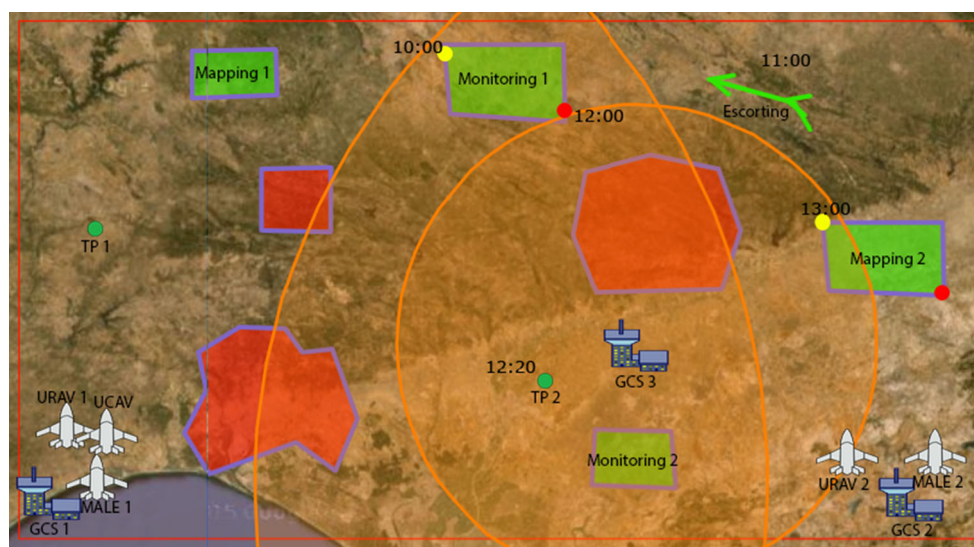 10:00
11:00
Mapping 1
Monitoring 1
Escorting
12:00
13:00
TP 1
Mapping 2
12:20
GCS 3
TP 2
URAV 1
UCAV
Monitoring 2
URAV 2
MALE 2
MALE 1
GCS 1
GCS 2